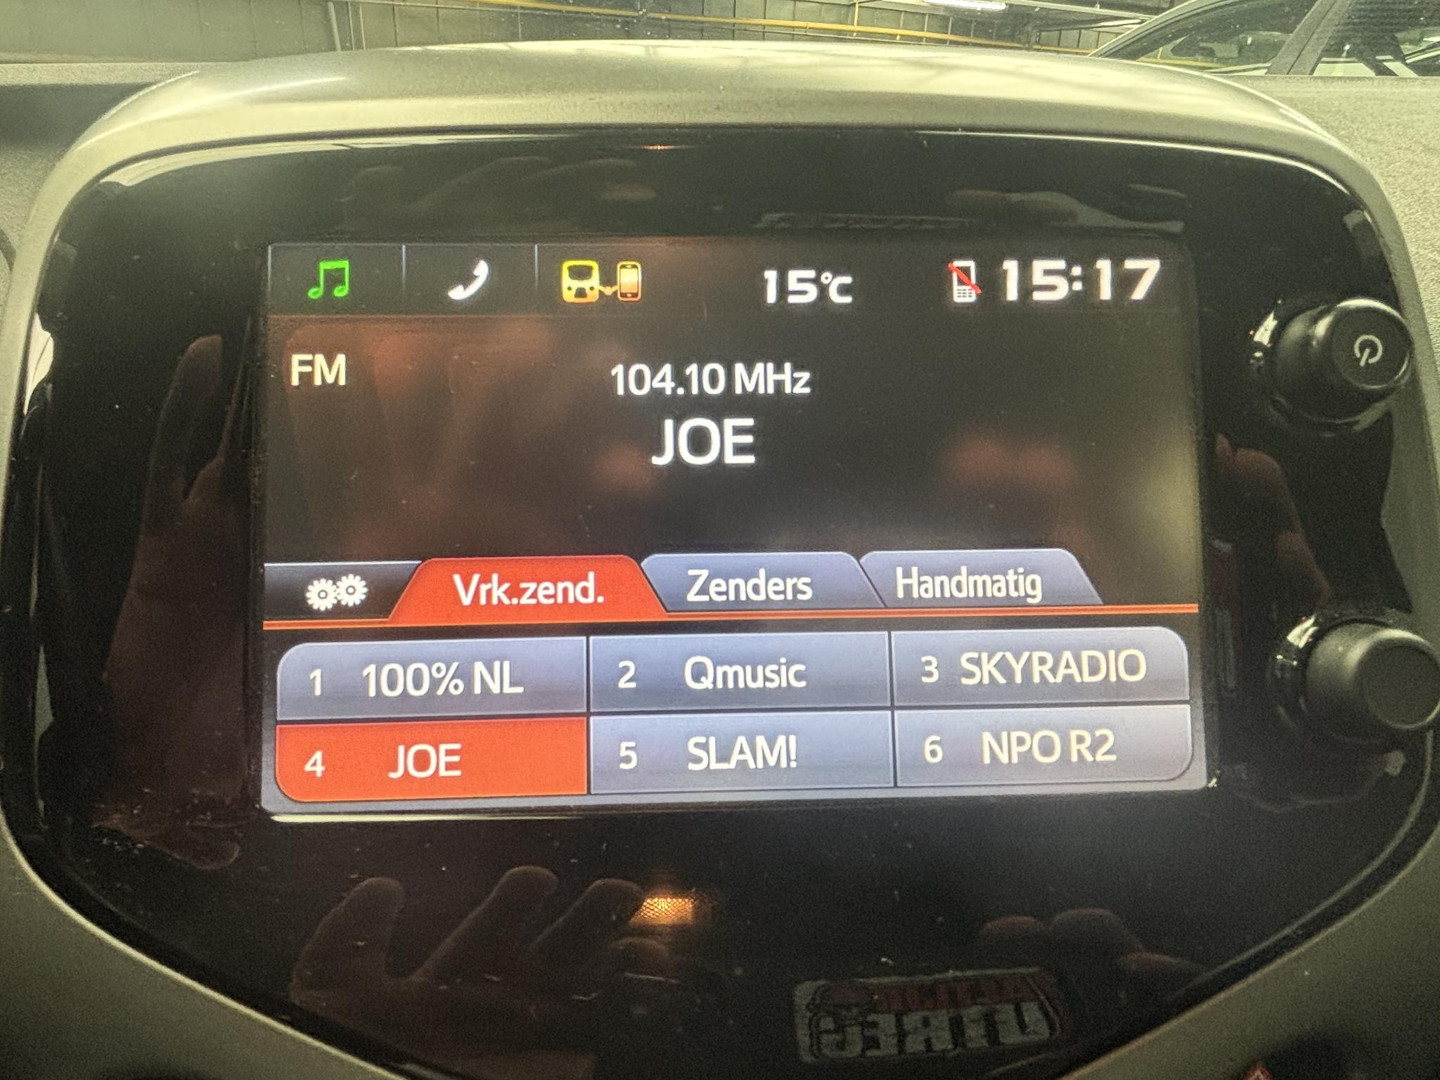 15°C
15:17
FM
104.10 MHz
JOE
Vrk.zend. Zenders Handmatig
1 100% NL 2 Qmusic 3 SKYRADIO
4 JOE 5 SLAM! 6 NPO R2